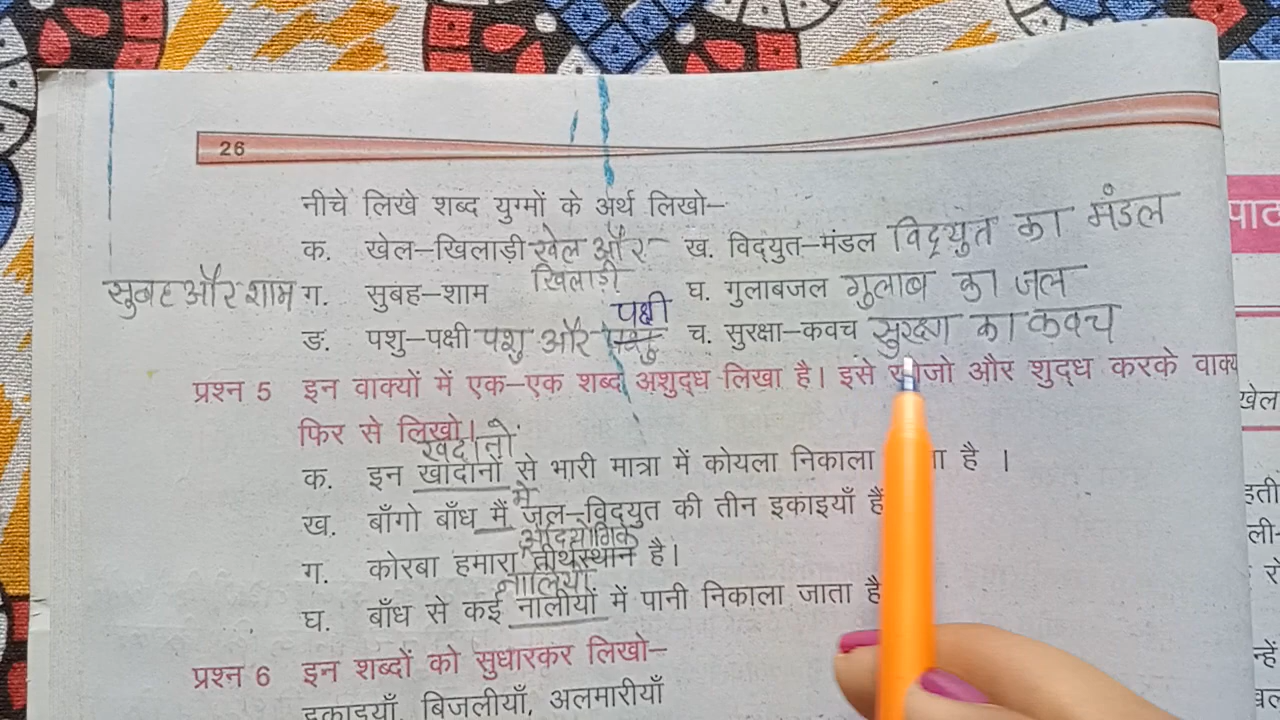 26
पाठ
नीचे लिखे शब्द युग्मों के अर्थ लिखो–
क. खेल–खिलाड़ी खेल और खिलाड़ी ख. विद्युत–मंडल विद्युत का मंडल
ग. सुबह–शाम सुबह और शाम घ. गुलाबजल गुलाब का जल
ङ. पशु–पक्षी पशु और पक्षी च. सुरक्षा–कवच सुरक्षा का कवच
प्रश्न 5 इन वाक्यों में एक–एक शब्द अशुद्ध लिखा है। इसे खोजो और शुद्ध करके वाक्य
फिर से लिखो।
खदानों
क. इन खादानों से भारी मात्रा में कोयला निकाला है ।
में
ख. बाँगो बाँध मैं जल–विद्युत की तीन इकाइयाँ हैं
औद्योगिक
ग. कोरबा हमारा तीर्थस्थान है।
नालियों
घ. बाँध से कई नालीयों में पानी निकाला जाता है
प्रश्न 6 इन शब्दों को सुधारकर लिखो–
इकाइयाँ, बिजलीयाँ, अलमारीयाँ